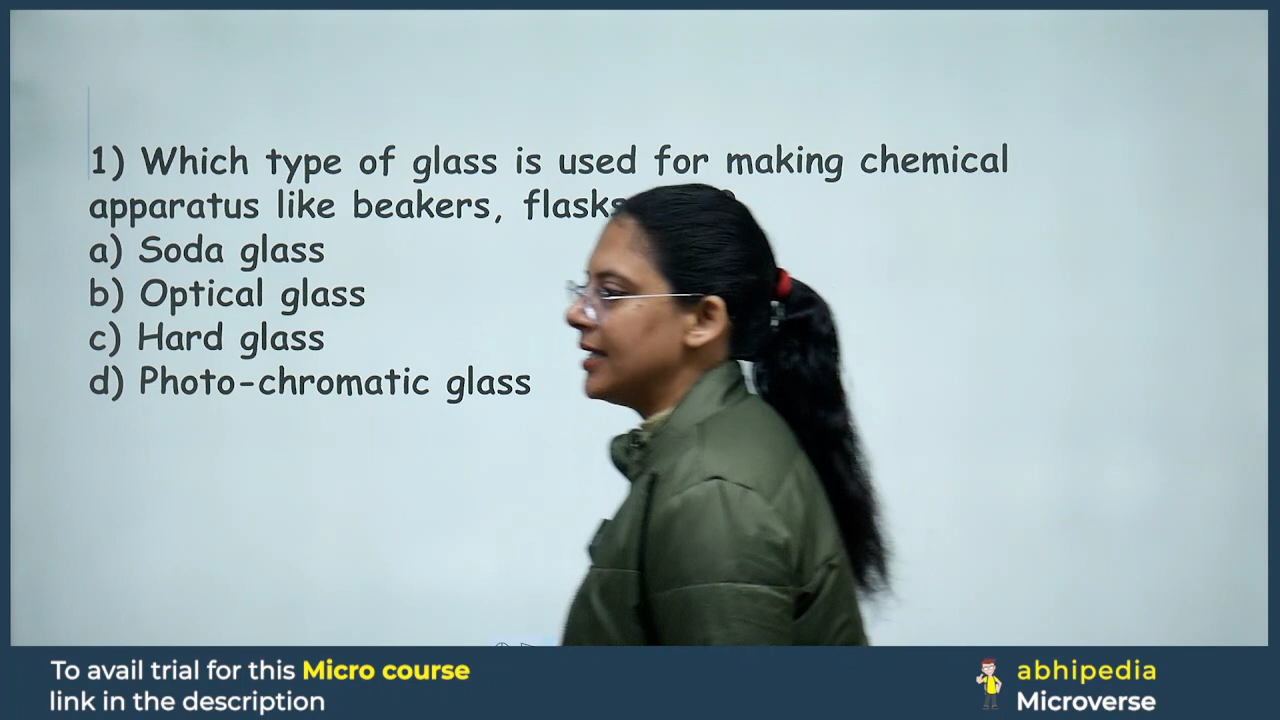 1) Which type of glass is used for making chemical
apparatus like beakers, flasks
a) Soda glass
b) Optical glass
c) Hard glass
d) Photo-chromatic glass
To avail trial for this Micro course
link in the description
abhipedia
Microverse